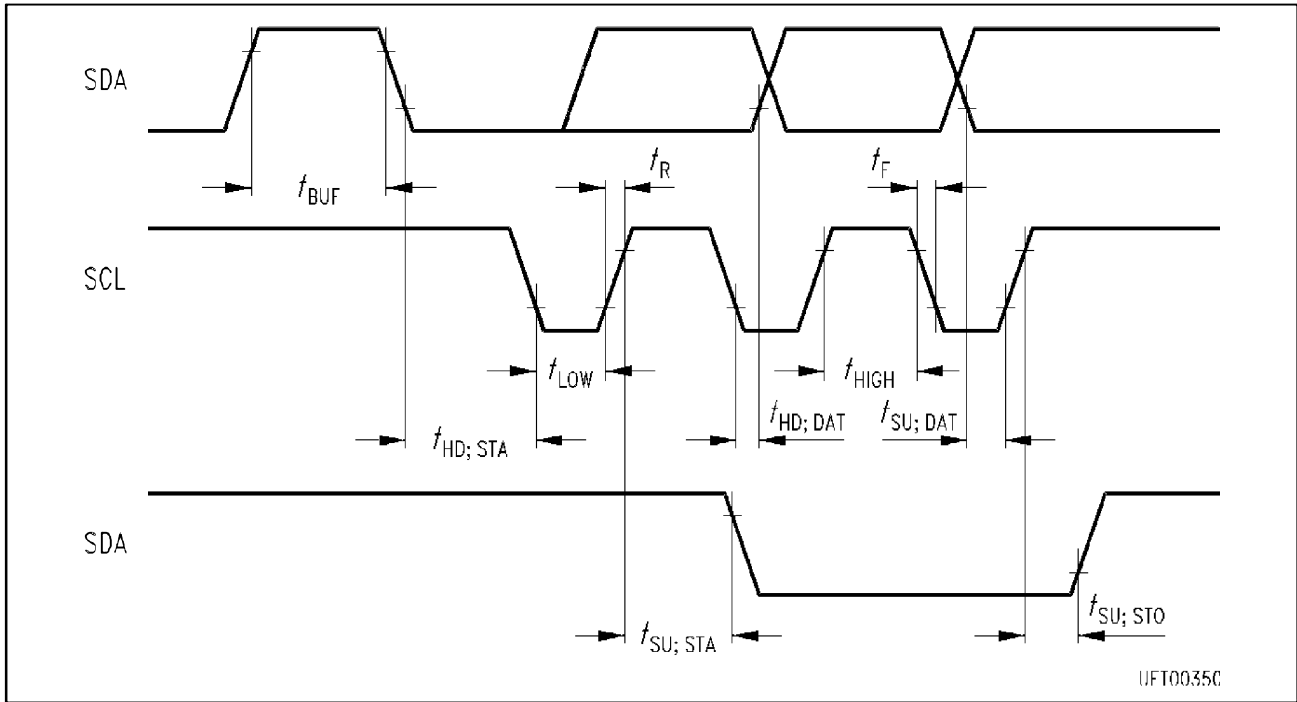 SDA
t_BUF
t_R
t_F
SCL
t_LOW
t_HIGH
t_HD; STA
t_HD; DAT
t_SU; DAT
SDA
t_SU; STA
t_SU; STO
UFT00350